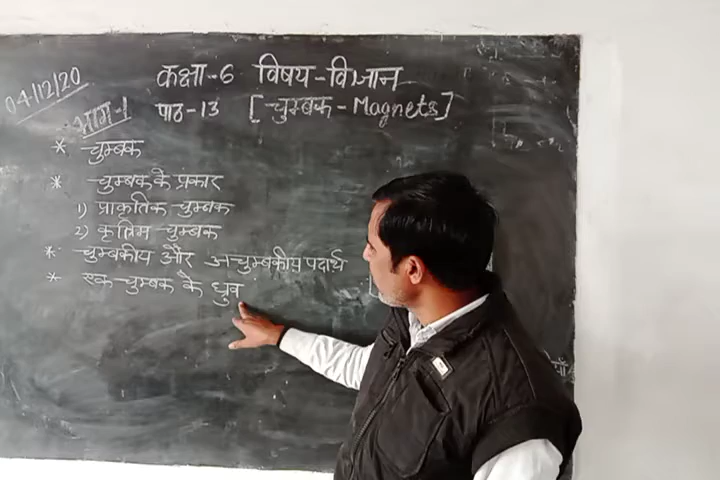 04/12/20
कक्षा-6 विषय-विज्ञान
भाग-1 पाठ-13 [चुम्बक - Magnets]
* चुम्बक
* चुम्बक के प्रकार
1) प्राकृतिक चुम्बक
2) कृत्रिम चुम्बक
* चुम्बकीय और अचुम्बकीय पदार्थ
* एक चुम्बक के ध्रुव